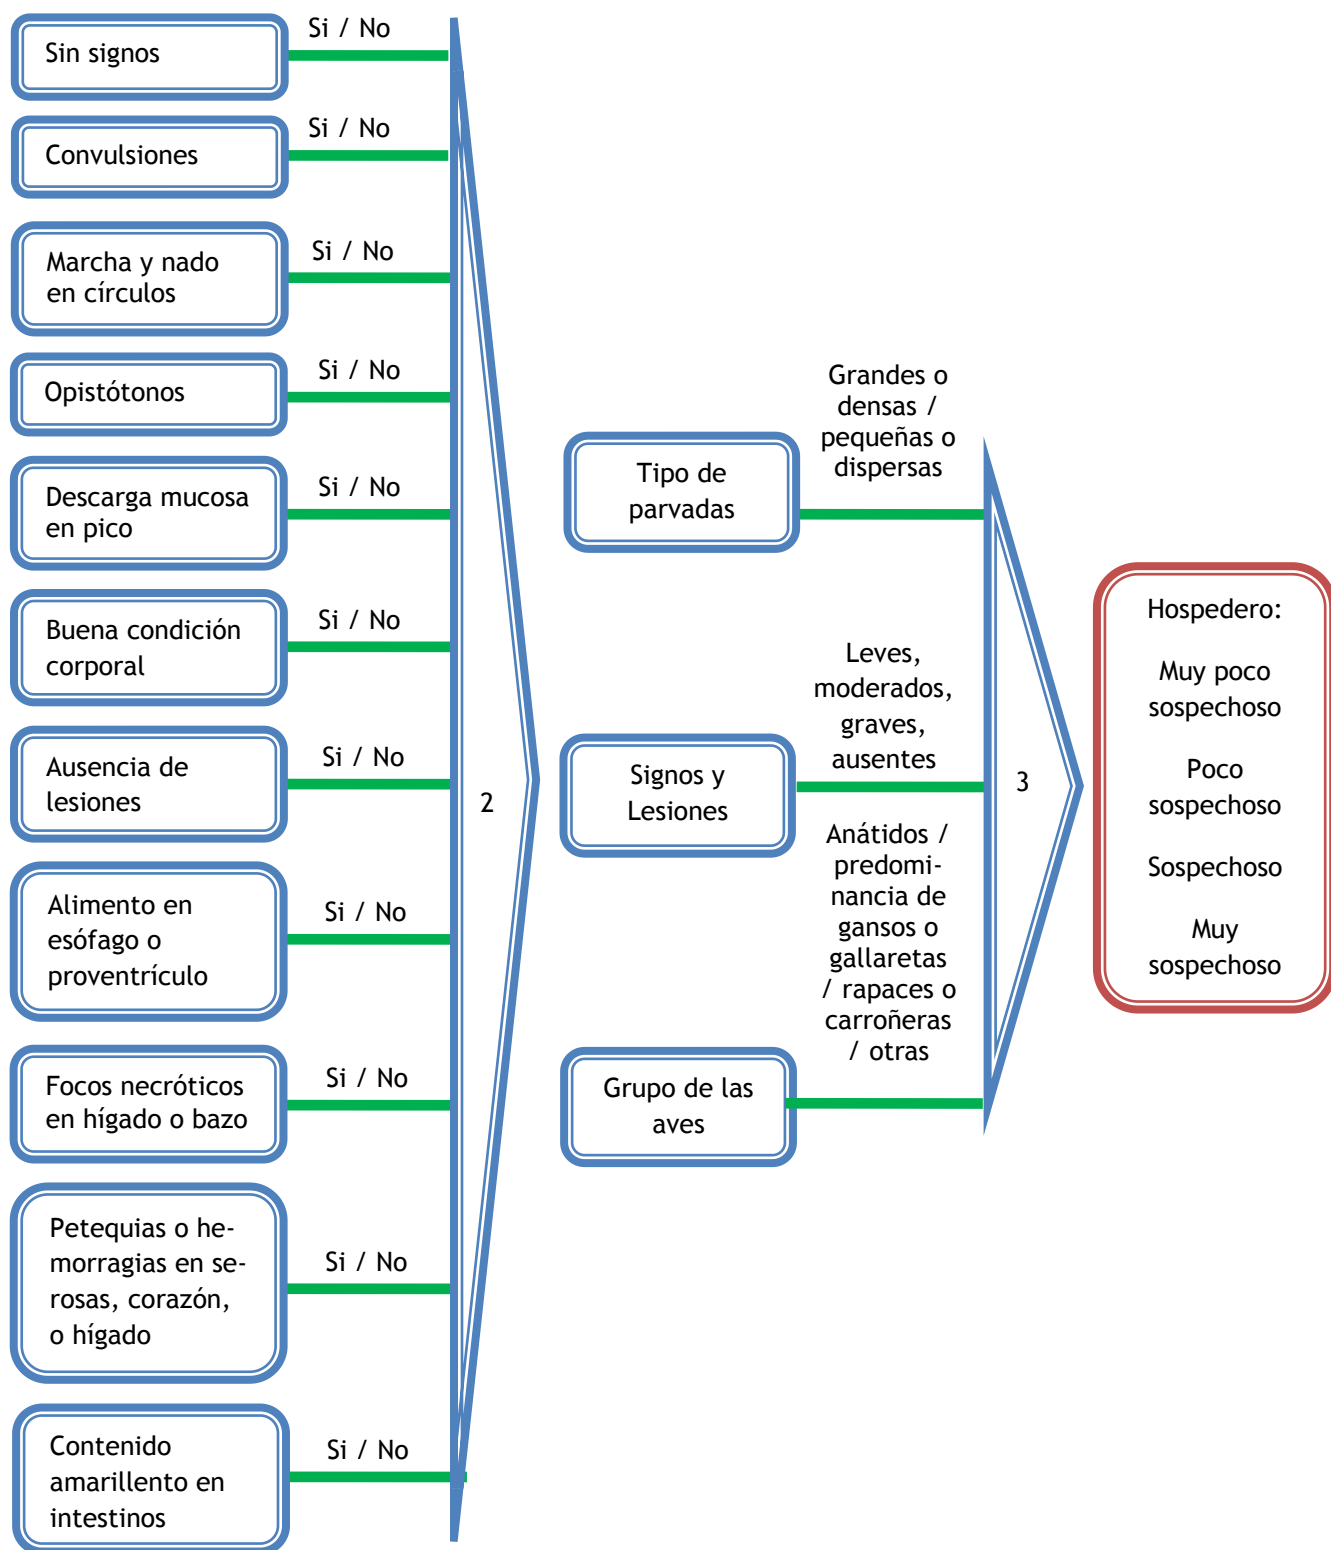 Si / No
Sin signos
Si / No
Convulsiones
Si / No
Marcha y nado
en círculos
Si / No
Opistótonos
Si / No
Descarga mucosa
en pico
Si / No
Buena condición
corporal
Si / No
Ausencia de
lesiones
Si / No
Alimento en
esófago o
proventrículo
Si / No
Focos necróticos
en hígado o bazo
Si / No
Petequias o he-
morragias en se-
rosas, corazón,
o hígado
Si / No
Contenido
amarillento en
intestinos
2
Grandes o
densas /
pequeñas o
dispersas
Tipo de
parvadas
Leves,
moderados,
graves,
ausentes
Signos y
Lesiones
Anátidos /
predomi-
nancia de
gansos o
gallaretas
/ rapaces o
carroñeras
/ otras
Grupo de las
aves
3
Hospedero:
Muy poco
sospechoso
Poco
sospechoso
Sospechoso
Muy
sospechoso